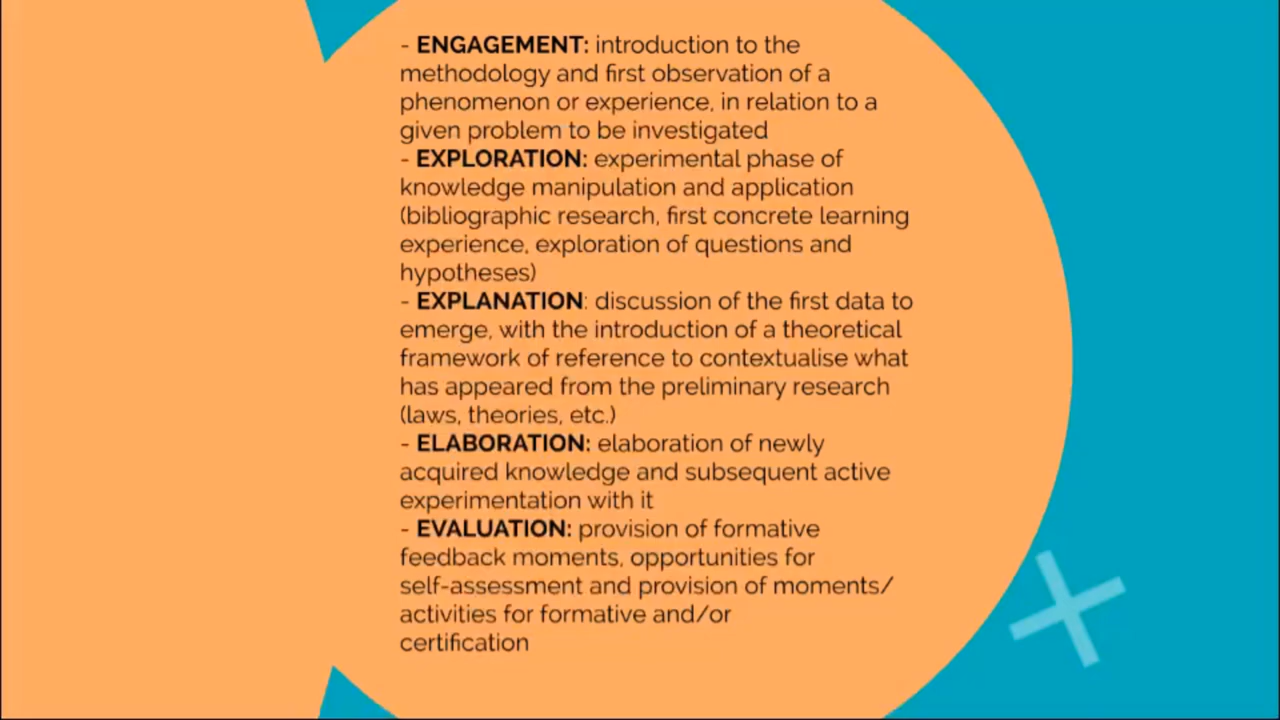 - ENGAGEMENT: introduction to the
methodology and first observation of a
phenomenon or experience, in relation to a
given problem to be investigated
- EXPLORATION: experimental phase of
knowledge manipulation and application
(bibliographic research, first concrete learning
experience, exploration of questions and
hypotheses)
- EXPLANATION: discussion of the first data to
emerge, with the introduction of a theoretical
framework of reference to contextualise what
has appeared from the preliminary research
(laws, theories, etc.)
- ELABORATION: elaboration of newly
acquired knowledge and subsequent active
experimentation with it
- EVALUATION: provision of formative
feedback moments, opportunities for
self-assessment and provision of moments/
activities for formative and/or
certification